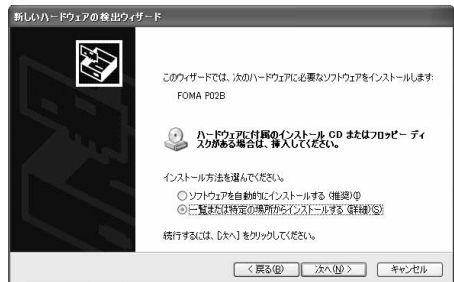 新しいハードウェアの検出ウィザード
このウィザードでは、次のハードウェアに必要なソフトウェアをインストールします:
FOMA P02B
ハードウェアに付属のインストール CD またはフロッピー ディ
スクがある場合は、挿入してください。
インストール方法を選んでください。
ソフトウェアを自動的にインストールする (推奨)(I)
一覧または特定の場所からインストールする (詳細)(S)
続行するには、[次へ] をクリックしてください。
< 戻る(B)
次へ(N) >
キャンセル